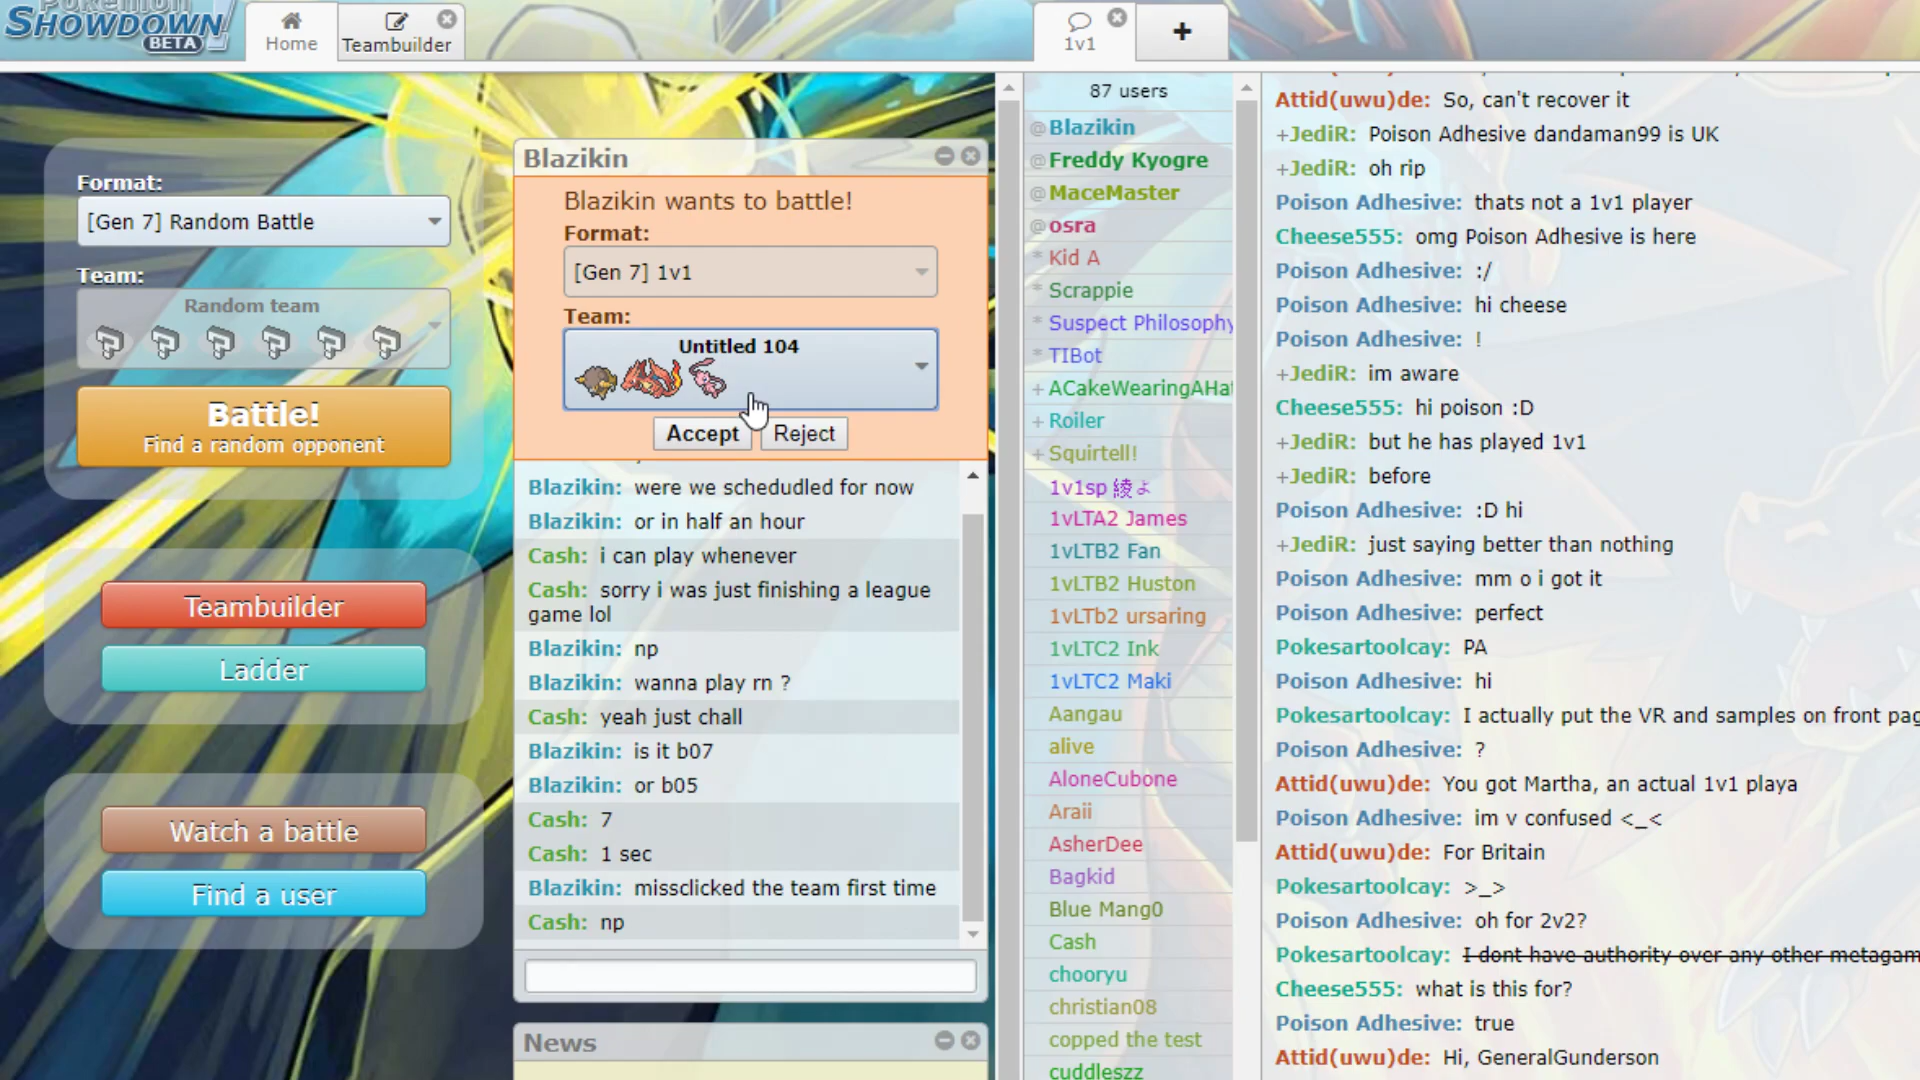 Pokémon
SHOWDOWN
BETA
Home
Teambuilder
1v1
+
Format:
[Gen 7] Random Battle
Team:
Random team
Battle!
Find a random opponent
Teambuilder
Ladder
Watch a battle
Find a user
Blazikin
Blazikin wants to battle!
Format:
[Gen 7] 1v1
Team:
Untitled 104
Accept
Reject
Blazikin: were we schedudled for now
Blazikin: or in half an hour
Cash: i can play whenever
Cash: sorry i was just finishing a league
game lol
Blazikin: np
Blazikin: wanna play rn ?
Cash: yeah just chall
Blazikin: is it b07
Blazikin: or b05
Cash: 7
Cash: 1 sec
Blazikin: missclicked the team first time
Cash: np
News
87 users
@Blazikin
@Freddy Kyogre
@MaceMaster
@osra
* Kid A
* Scrappie
* Suspect Philosophy
* TIBot
+ACakeWearingAHat
+Roiler
+Squirtell!
1v1sp 綾よ
1vLTA2 James
1vLTB2 Fan
1vLTB2 Huston
1vLTb2 ursaring
1vLTC2 Ink
1vLTC2 Maki
Aangau
alive
AloneCubone
Araii
AsherDee
Bagkid
Blue Mang0
Cash
chooryu
christian08
copped the test
cuddleszz
Attid(uwu)de: So, can't recover it
+JediR: Poison Adhesive dandaman99 is UK
+JediR: oh rip
Poison Adhesive: thats not a 1v1 player
Cheese555: omg Poison Adhesive is here
Poison Adhesive: :/
Poison Adhesive: hi cheese
Poison Adhesive: !
+JediR: im aware
Cheese555: hi poison :D
+JediR: but he has played 1v1
+JediR: before
Poison Adhesive: :D hi
+JediR: just saying better than nothing
Poison Adhesive: mm o i got it
Poison Adhesive: perfect
Pokesartoolcay: PA
Poison Adhesive: hi
Pokesartoolcay: I actually put the VR and samples on front pag
Poison Adhesive: ?
Attid(uwu)de: You got Martha, an actual 1v1 playa
Poison Adhesive: im v confused <_<
Attid(uwu)de: For Britain
Pokesartoolcay: >_>
Poison Adhesive: oh for 2v2?
Pokesartoolcay: I dont have authority over any other metagam
Cheese555: what is this for?
Poison Adhesive: true
Attid(uwu)de: Hi, GeneralGunderson